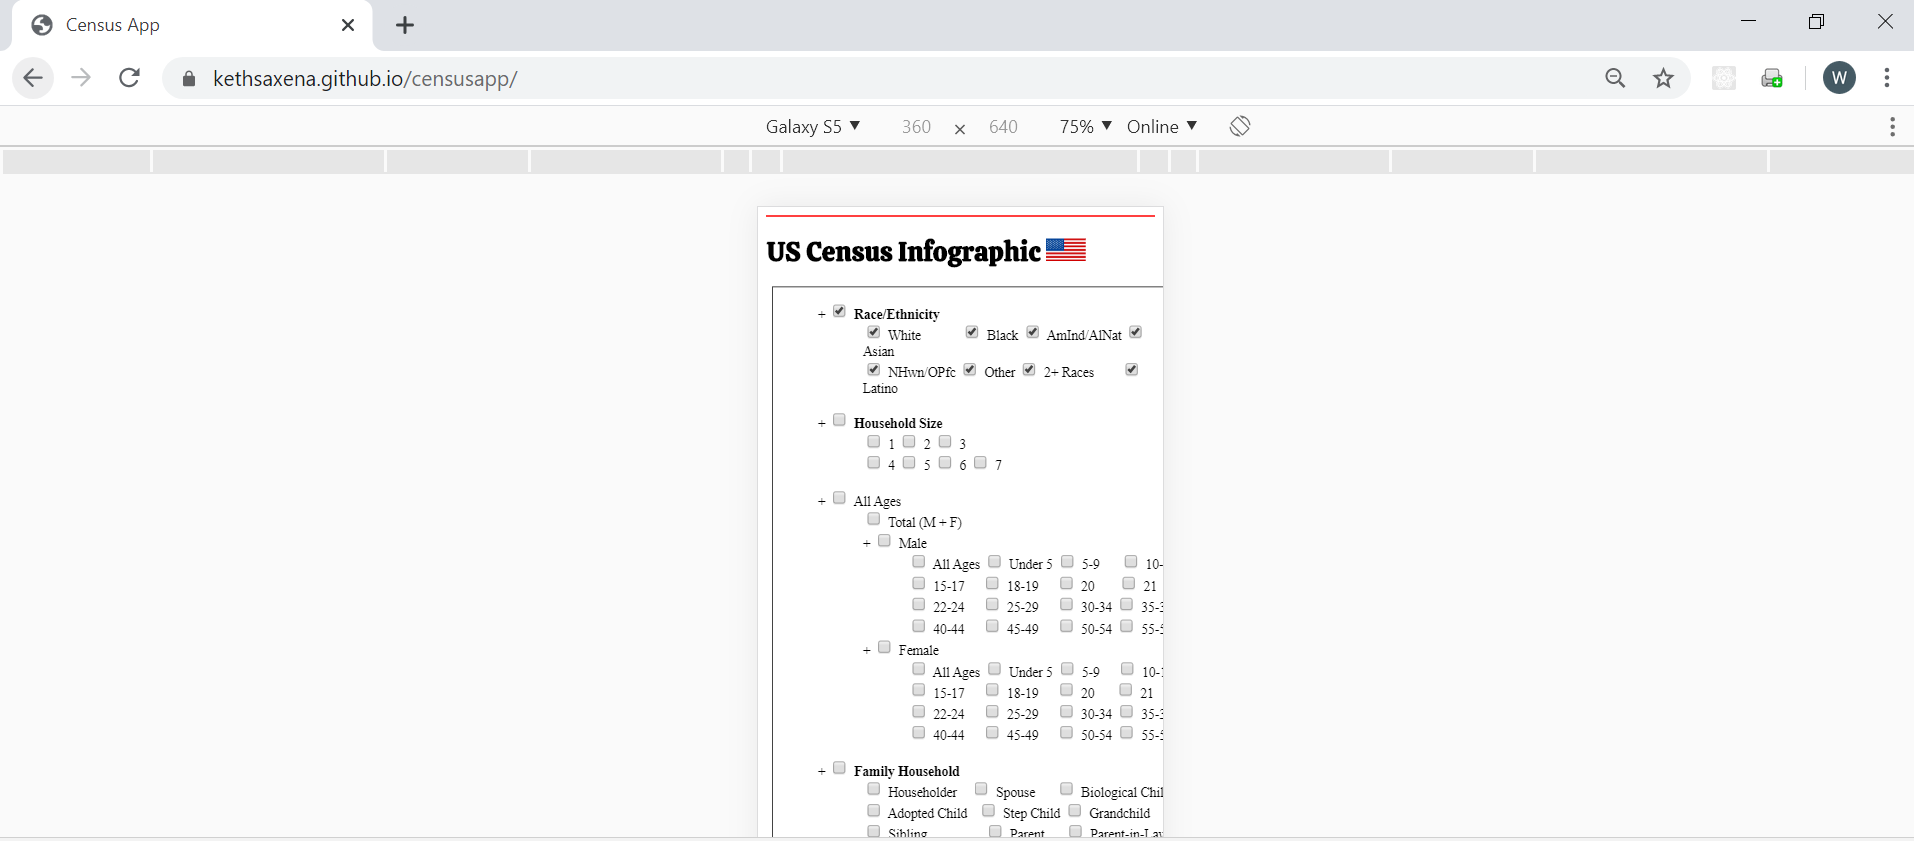 Census App
kethsaxena.github.io/censusapp/
W
Galaxy S5 ▼ 360 × 640 75% ▼ Online ▼
US Census Infographic
+ Race/Ethnicity
White Black AmInd/AlNat
Asian
NHwn/OPfc Other 2+ Races
Latino
+ Household Size
1 2 3
4 5 6 7
+ All Ages
Total (M + F)
+ Male
All Ages Under 5 5-9 10-
15-17 18-19 20 21
22-24 25-29 30-34 35-
40-44 45-49 50-54 55-
+ Female
All Ages Under 5 5-9 10-
15-17 18-19 20 21
22-24 25-29 30-34 35-
40-44 45-49 50-54 55-
+ Family Household
Householder Spouse Biological Chil
Adopted Child Step Child Grandchild
Sibling Parent Parent-in-La